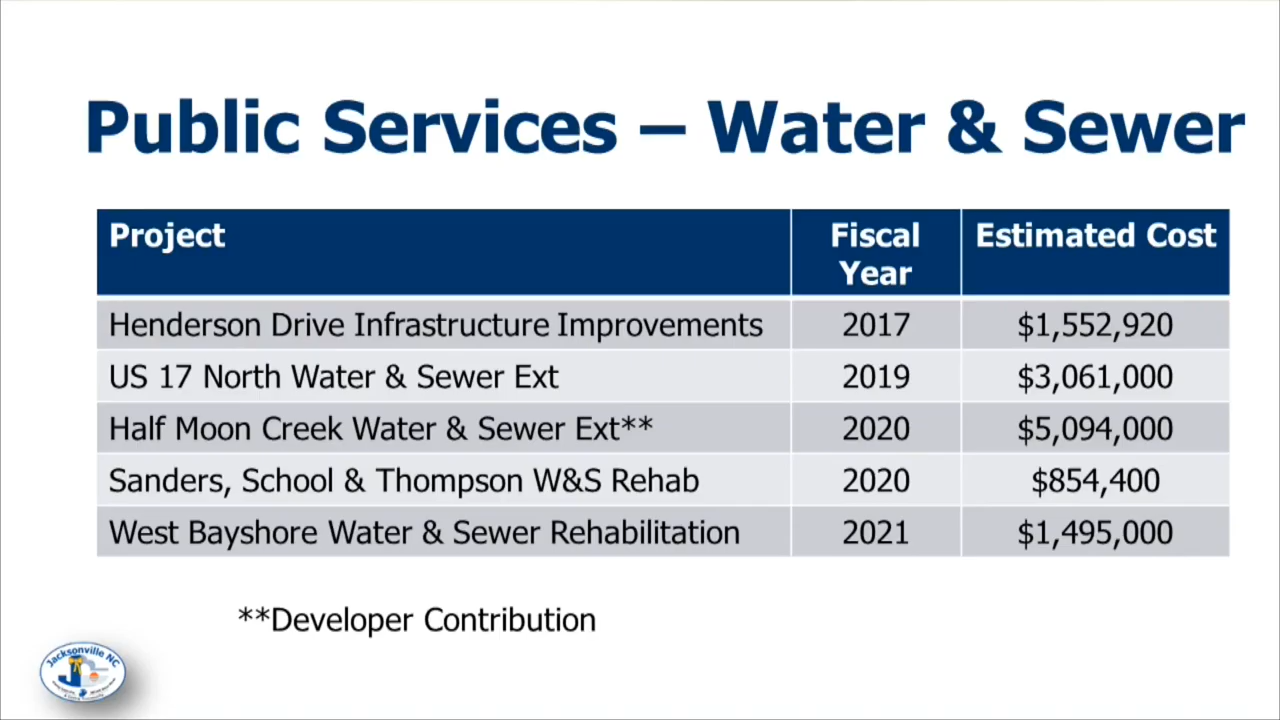 Public Services – Water & Sewer
Project Fiscal Year Estimated Cost
Henderson Drive Infrastructure Improvements 2017 $1,552,920
US 17 North Water & Sewer Ext 2019 $3,061,000
Half Moon Creek Water & Sewer Ext** 2020 $5,094,000
Sanders, School & Thompson W&S Rehab 2020 $854,400
West Bayshore Water & Sewer Rehabilitation 2021 $1,495,000
**Developer Contribution
Jacksonville NC